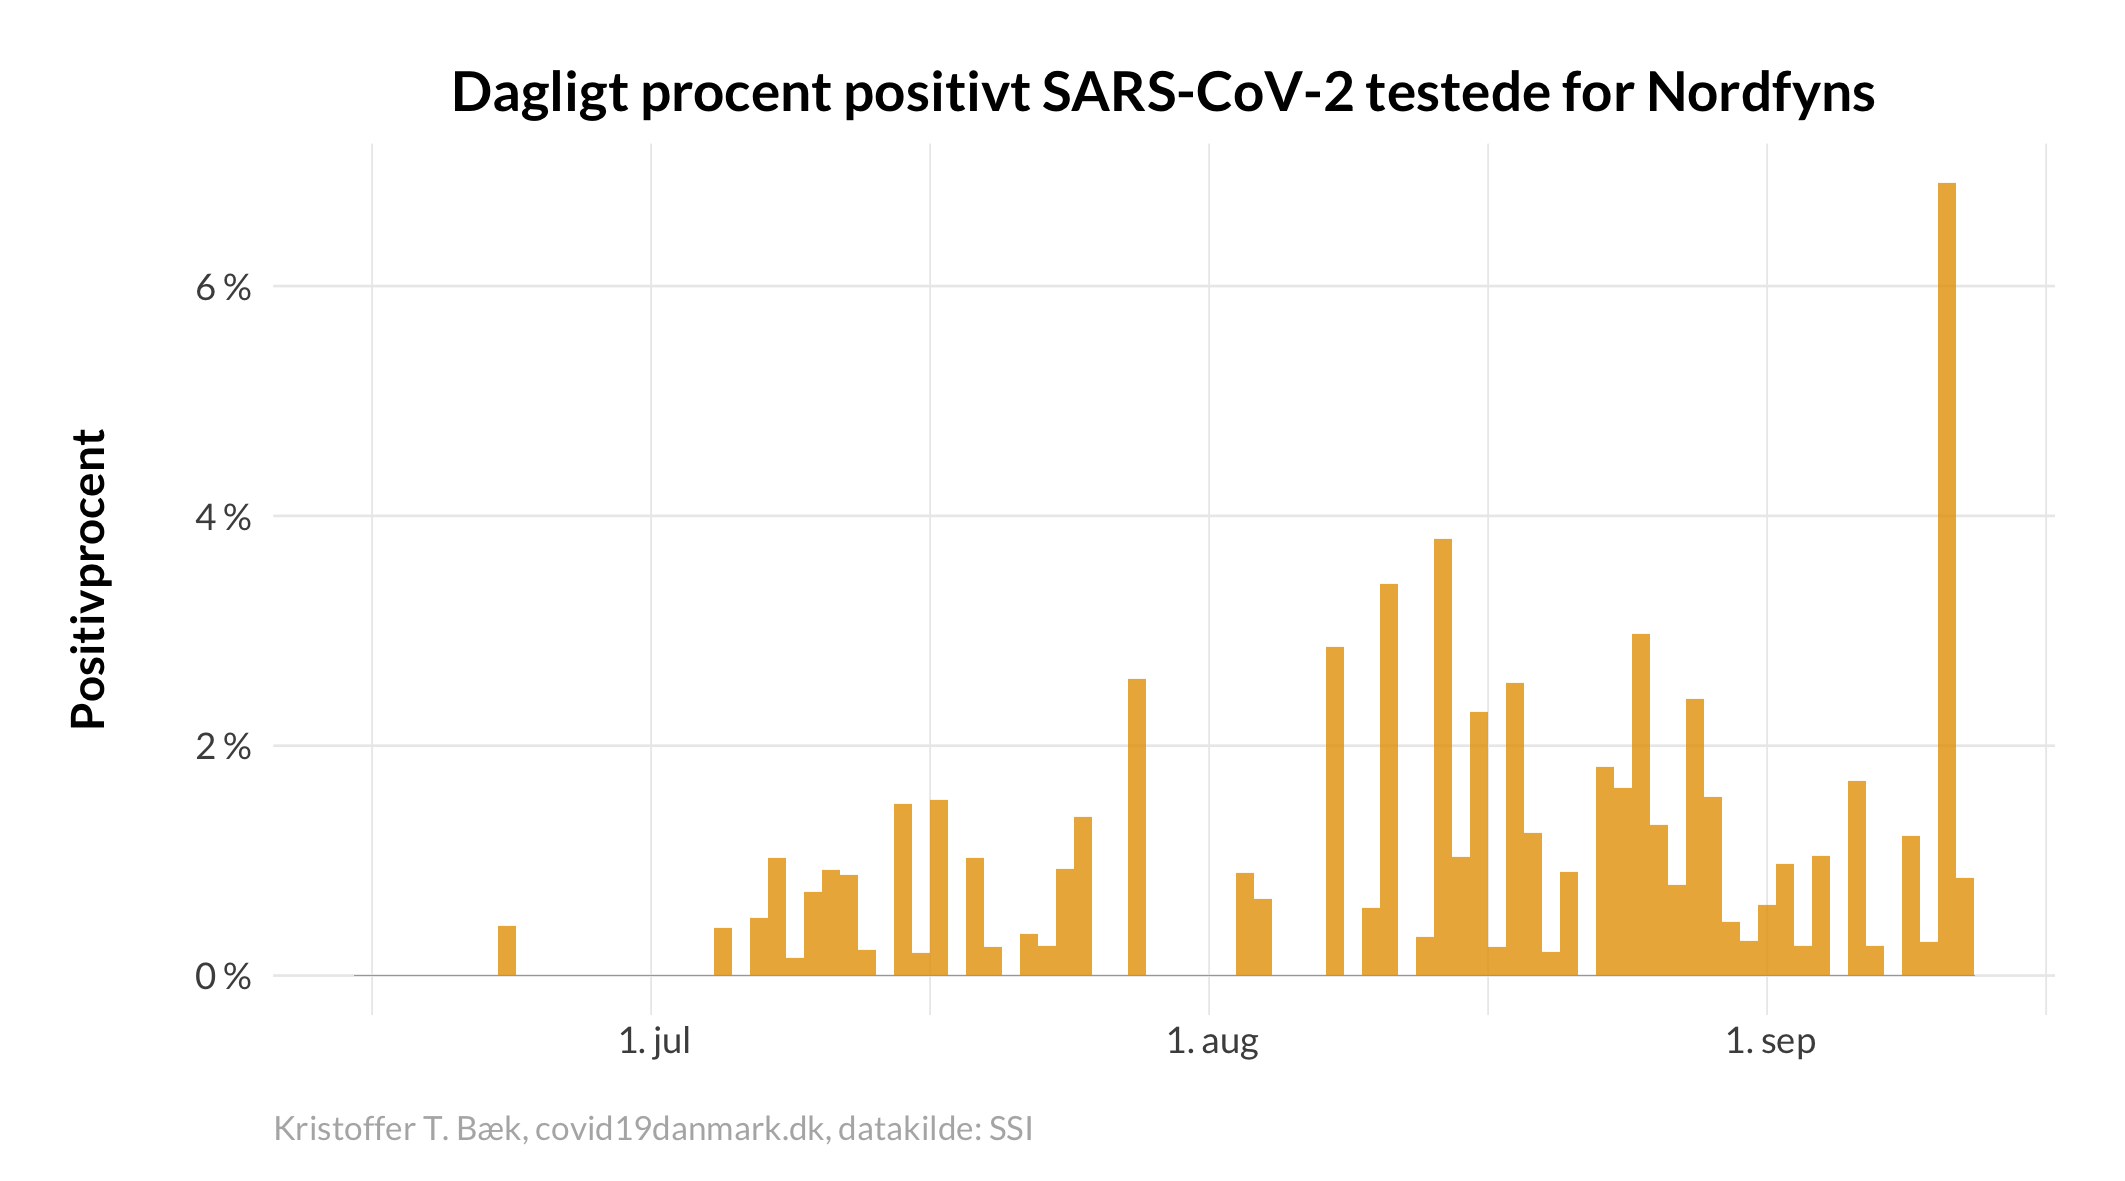 Dagligt procent positivt SARS-CoV-2 testede for Nordfyns
Positivprocent
6 %
4 %
2 %
0 %
1. jul
1. aug
1. sep
Kristoffer T. Bæk, covid19danmark.dk, datakilde: SSI